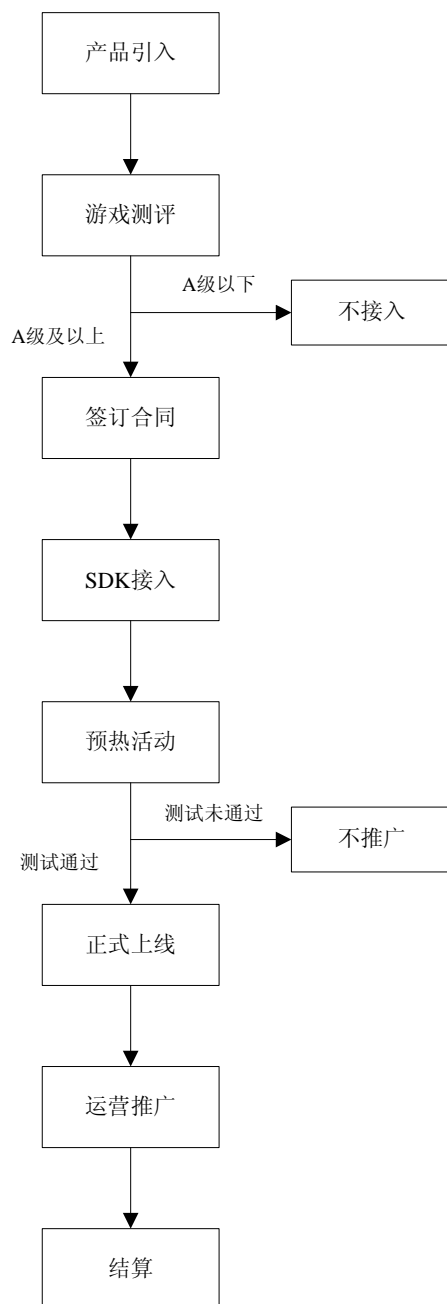 产品引入
游戏测评
A级以下
不接入
A级及以上
签订合同
SDK接入
预热活动
测试未通过
不推广
测试通过
正式上线
运营推广
结算